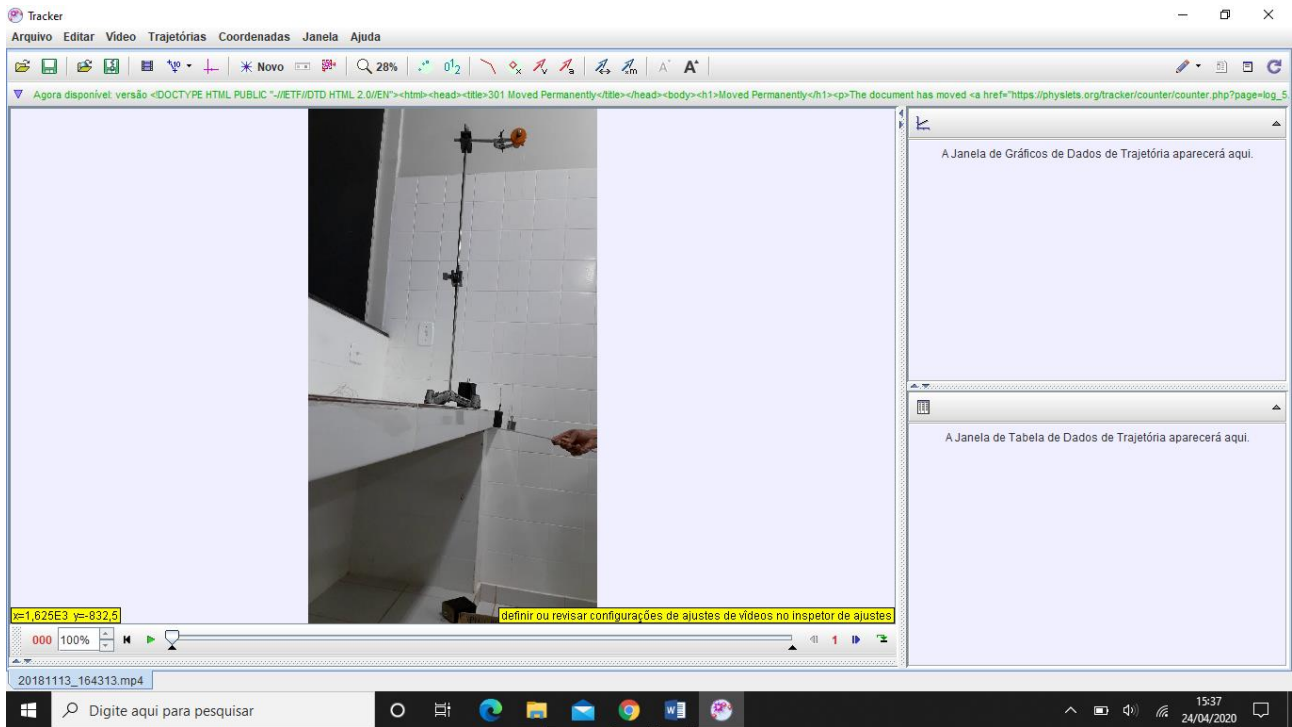 Tracker
Arquivo Editar Vídeo Trajetórias Coordenadas Janela Ajuda
Novo 28%
Agora disponível: versão <!DOCTYPE HTML PUBLIC "-//IETF//DTD HTML 2.0//EN"><html><head><title>301 Moved Permanently</title></head><body><h1>Moved Permanently</h1><p>The document has moved <a href="https://physlets.org/tracker/counter/counter.php?page=log_5.
A Janela de Gráficos de Dados de Trajetória aparecerá aqui.
A Janela de Tabela de Dados de Trajetória aparecerá aqui.
x=1,625E3 y=-832,5
definir ou revisar configurações de ajustes de vídeos no inspetor de ajustes
000 100% 1
20181113_164313.mp4
Digite aqui para pesquisar
15:37
24/04/2020